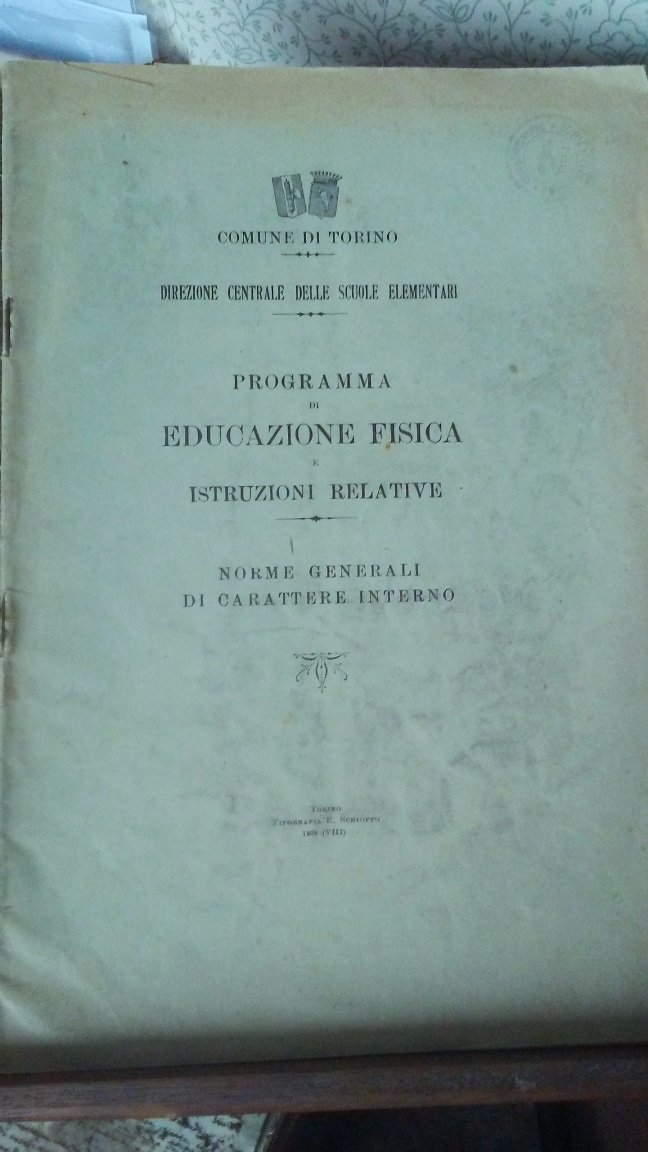 COMUNE DI TORINO
DIREZIONE CENTRALE DELLE SCUOLE ELEMENTARI
PROGRAMMA
DI
EDUCAZIONE FISICA
E
ISTRUZIONI RELATIVE
NORME GENERALI
DI CARATTERE INTERNO
TORINO
TIPOGRAFIA E. SCHIOPPO
(VIII)